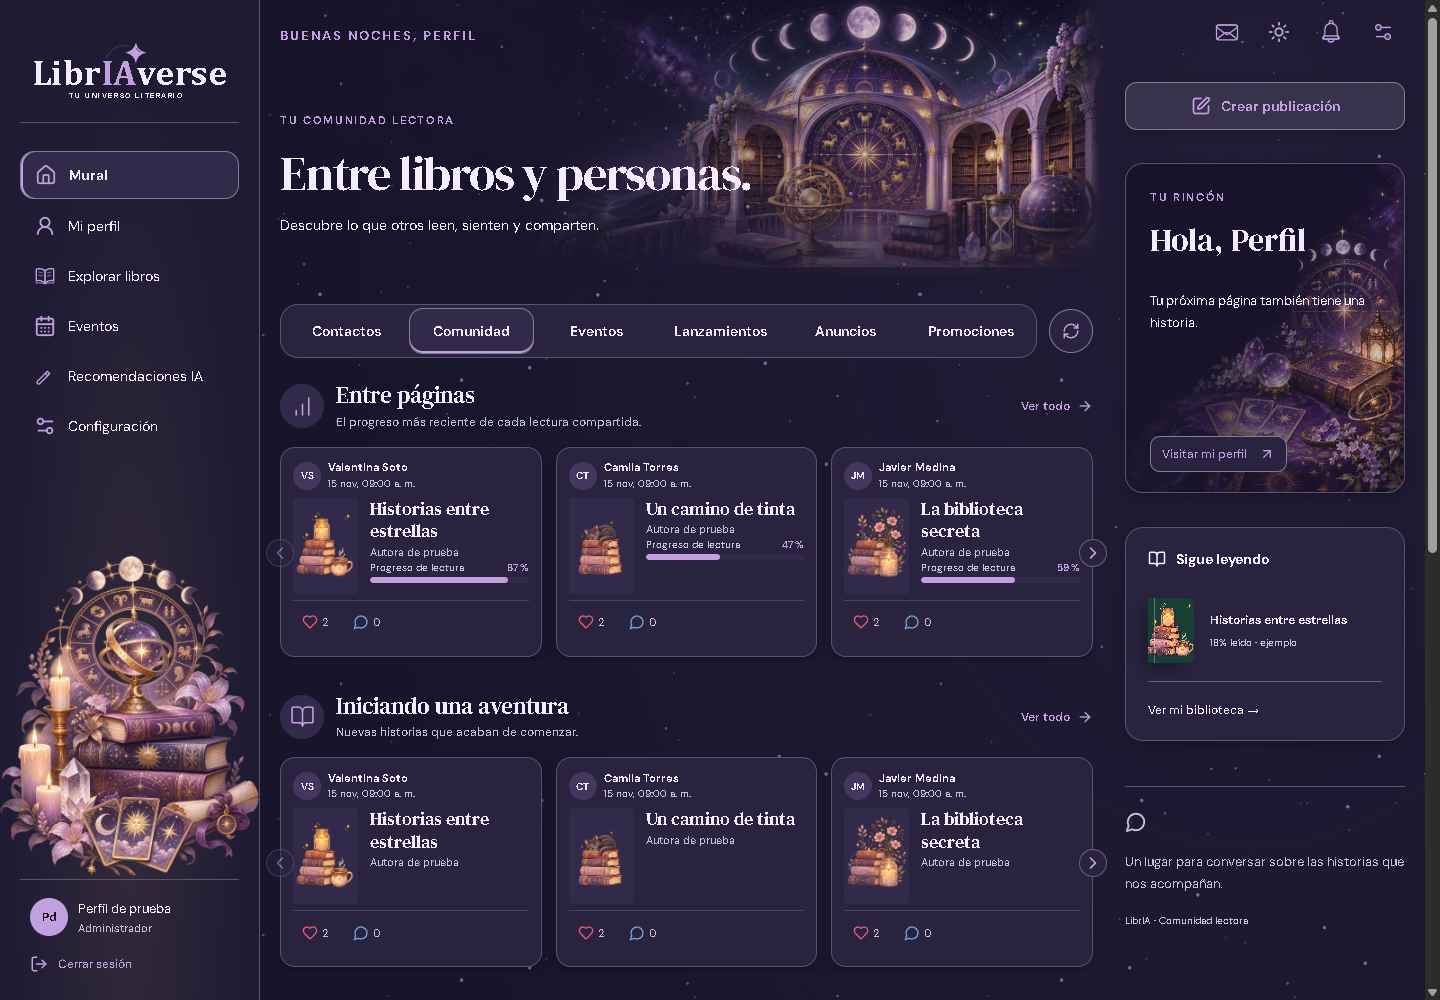 LibrIAverse
TU UNIVERSO LITERARIO
Mural
Mi perfil
Explorar libros
Eventos
Recomendaciones IA
Configuración
Pd
Perfil de prueba
Administrador
Cerrar sesión
BUENAS NOCHES, PERFIL
TU COMUNIDAD LECTORA
Entre libros y personas.
Descubre lo que otros leen, sienten y comparten.
Contactos
Comunidad
Eventos
Lanzamientos
Anuncios
Promociones
Entre páginas
El progreso más reciente de cada lectura compartida.
Ver todo →
VS
Valentina Soto
15 nov, 09:00 a. m.
Historias entre
estrellas
Autora de prueba
Progreso de lectura 87%
2 0
CT
Camila Torres
15 nov, 09:00 a. m.
Un camino de tinta
Autora de prueba
Progreso de lectura 47%
2 0
JM
Javier Medina
15 nov, 09:00 a. m.
La biblioteca
secreta
Autora de prueba
Progreso de lectura 59%
2 0
Iniciando una aventura
Nuevas historias que acaban de comenzar.
Ver todo →
VS
Valentina Soto
15 nov, 09:00 a. m.
Historias entre
estrellas
Autora de prueba
2 0
CT
Camila Torres
15 nov, 09:00 a. m.
Un camino de tinta
Autora de prueba
2 0
JM
Javier Medina
15 nov, 09:00 a. m.
La biblioteca
secreta
Autora de prueba
2 0
Crear publicación
TU RINCÓN
Hola, Perfil
Tu próxima página también tiene una
historia.
Visitar mi perfil
Sigue leyendo
Historias entre estrellas
18% leído · ejemplo
Ver mi biblioteca →
Un lugar para conversar sobre las historias que
nos acompañan.
LibrIA · Comunidad lectora